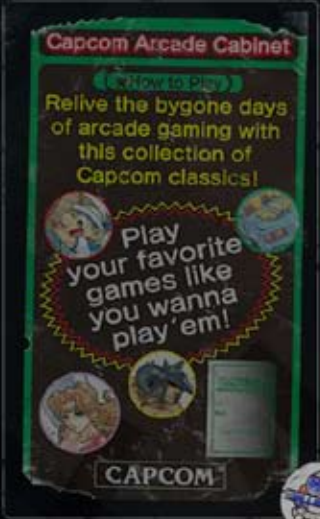 Capcom Arcade Cabinet
★How to Play
Relive the bygone days
of arcade gaming with
this collection of
Capcom classics!
Play
your favorite
games like
you wanna
play 'em!
CAPCOM